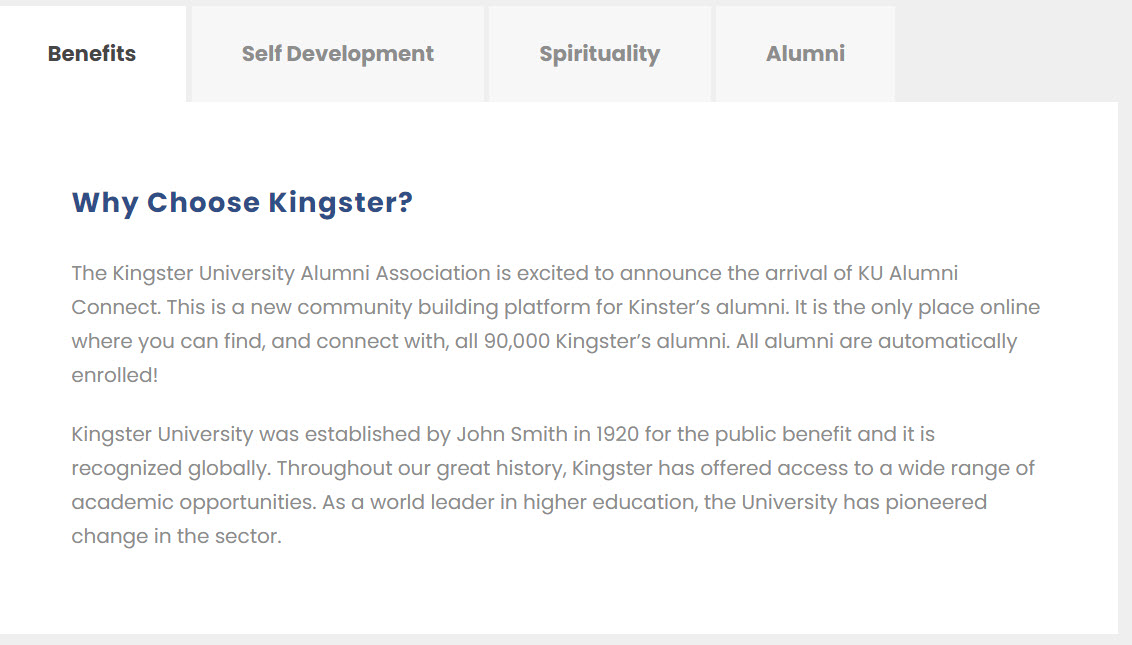 Benefits Self Development Spirituality Alumni
Why Choose Kingster?
The Kingster University Alumni Association is excited to announce the arrival of KU Alumni
Connect. This is a new community building platform for Kinster’s alumni. It is the only place online
where you can find, and connect with, all 90,000 Kingster’s alumni. All alumni are automatically
enrolled!
Kingster University was established by John Smith in 1920 for the public benefit and it is
recognized globally. Throughout our great history, Kingster has offered access to a wide range of
academic opportunities. As a world leader in higher education, the University has pioneered
change in the sector.